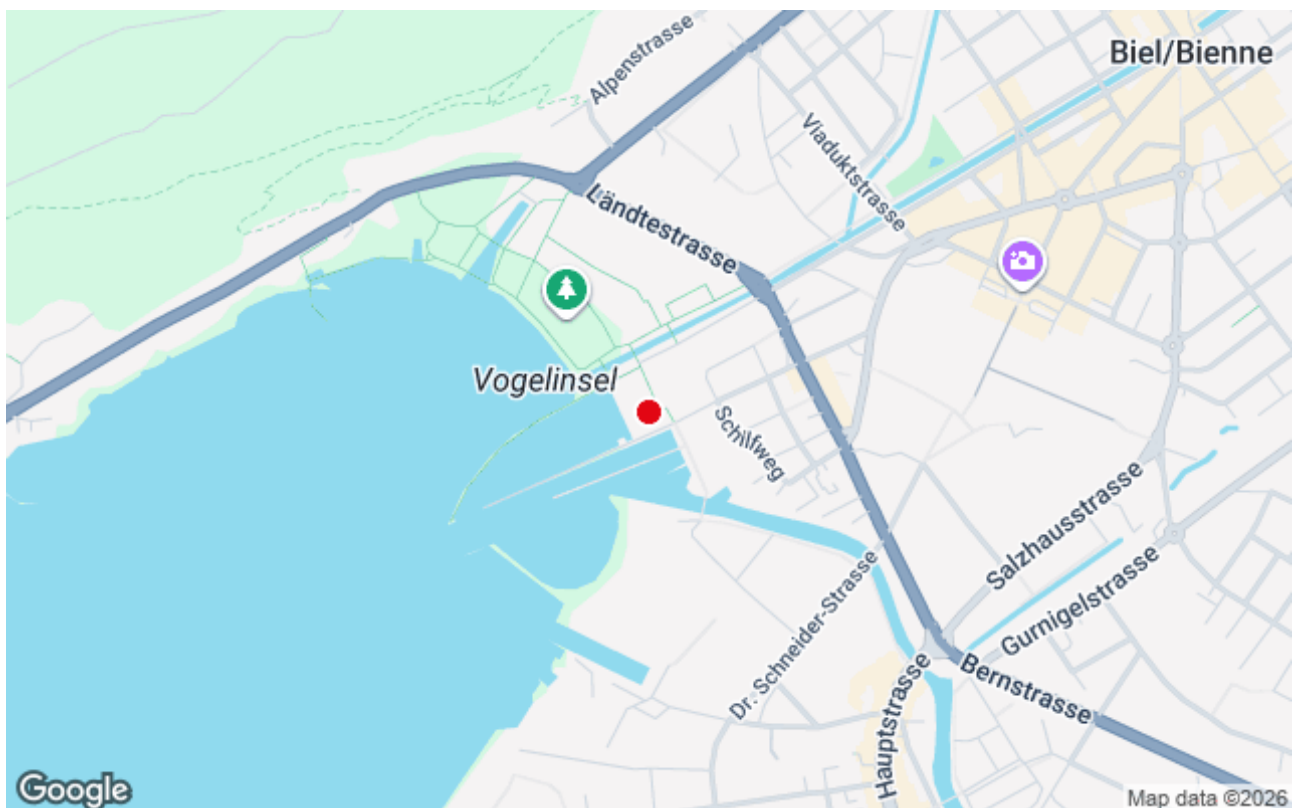 Biel/Bienne
Alpenstrasse
Viaduktstrasse
Ländtestrasse
Vogelinsel
Schilfweg
Salzhausstrasse
Gurnigelstrasse
Dr. Schneider-Strasse
Bernstrasse
Hauptstrasse
Google
Map data ©2026